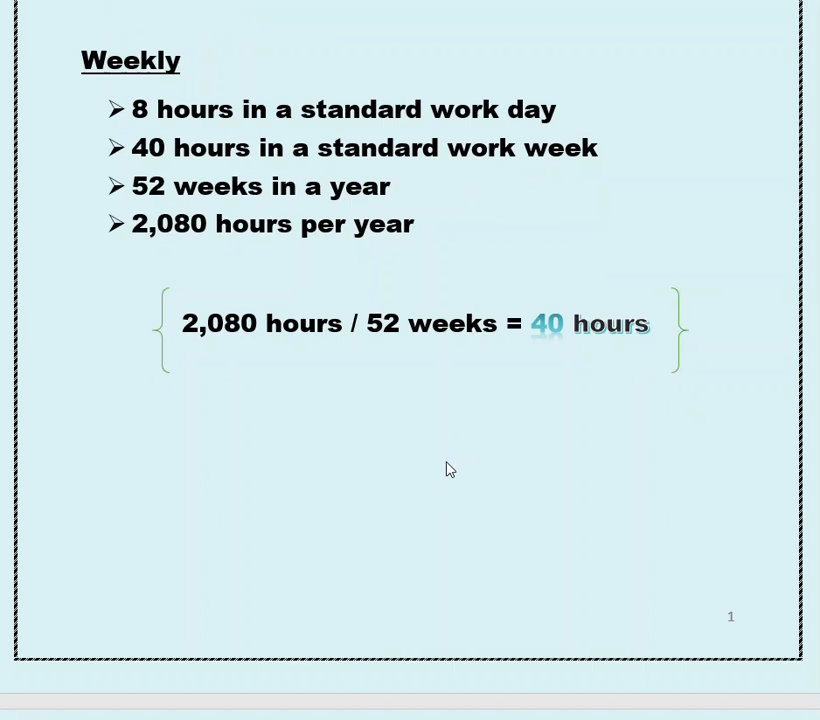 Weekly
8 hours in a standard work day
40 hours in a standard work week
52 weeks in a year
2,080 hours per year
2,080 hours / 52 weeks = 40 hours
1